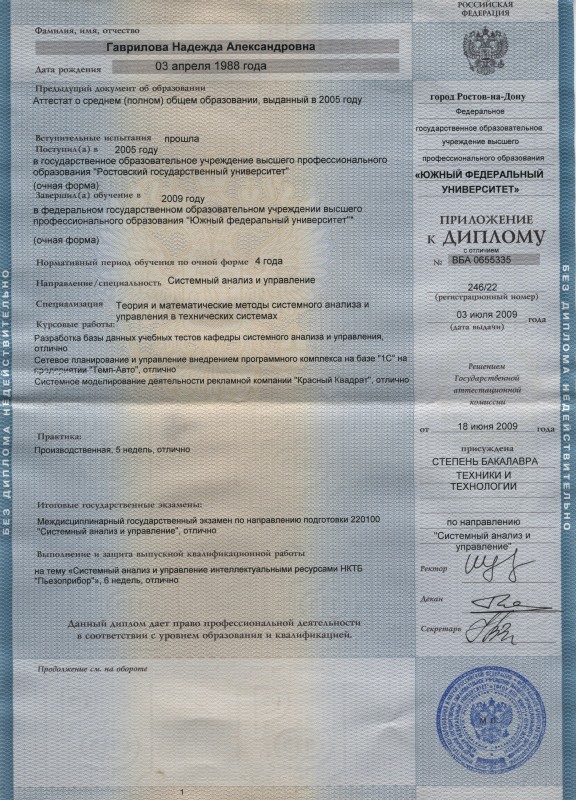 Фамилия, имя, отчество
Гаврилова Надежда Александровна
Дата рождения 03 апреля 1988 года
Предыдущий документ об образовании
Аттестат о среднем (полном) общем образовании, выданный в 2005 году
Вступительные испытания прошла
Поступил(а) в 2005 году
в государственное образовательное учреждение высшего профессионального
образования "Ростовский государственный университет"
(очная форма)
Завершил(а) обучение в 2009 году
в федеральном государственном образовательном учреждении высшего
профессионального образования "Южный федеральный университет"*
(очная форма)
Нормативный период обучения по очной форме 4 года
Направление/специальность Системный анализ и управление
Специализация Теория и математические методы системного анализа и
управления в технических системах
Курсовые работы:
Разработка базы данных учебных тестов кафедры системного анализа и управления,
отлично
Сетевое планирование и управление внедрением программного комплекса на базе "1С" на
предприятии "Темп-Авто", отлично
Системное моделирование деятельности рекламной компании "Красный Квадрат", отлично
Практика:
Производственная, 5 недель, отлично
Итоговые государственные экзамены:
Междисциплинарный государственный экзамен по направлению подготовки 220100
"Системный анализ и управление", отлично
Выполнение и защита выпускной квалификационной работы
на тему «Системный анализ и управление интеллектуальными ресурсами НКТБ
"Пьезоприбор"», 6 недель, отлично
Данный диплом дает право профессиональной деятельности
в соответствии с уровнем образования и квалификацией.
Продолжение см. на обороте
1
РОССИЙСКАЯ
ФЕДЕРАЦИЯ
город Ростов-на-Дону
Федеральное
государственное образовательное
учреждение высшего
профессионального образования
«ЮЖНЫЙ ФЕДЕРАЛЬНЫЙ
УНИВЕРСИТЕТ»
ПРИЛОЖЕНИЕ
к ДИПЛОМУ
с отличием
№ ВБА 0655335
246/22
(регистрационный номер)
03 июля 2009 года
(дата выдачи)
Решением
Государственной
аттестационной
комиссии
от 18 июня 2009 года
присуждена
СТЕПЕНЬ БАКАЛАВРА
ТЕХНИКИ И
ТЕХНОЛОГИИ
по направлению
"Системный анализ и
управление"
Ректор
Декан
Секретарь
М.П.
БЕЗ ДИПЛОМА НЕДЕЙСТВИТЕЛЬНО
БЕЗ ДИПЛОМА НЕДЕЙСТВИТЕЛЬНО